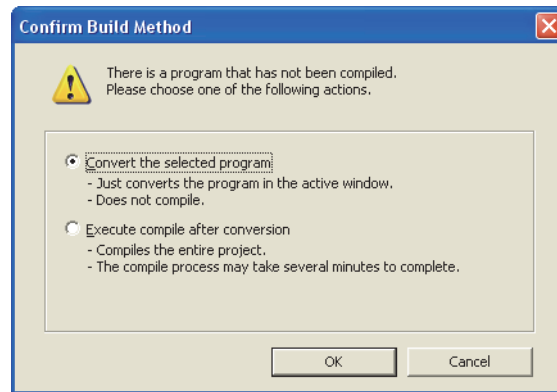 Confirm Build Method
There is a program that has not been compiled.
Please choose one of the following actions.
Convert the selected program
- Just converts the program in the active window.
- Does not compile.
Execute compile after conversion
- Compiles the entire project.
- The compile process may take several minutes to complete.
OK
Cancel